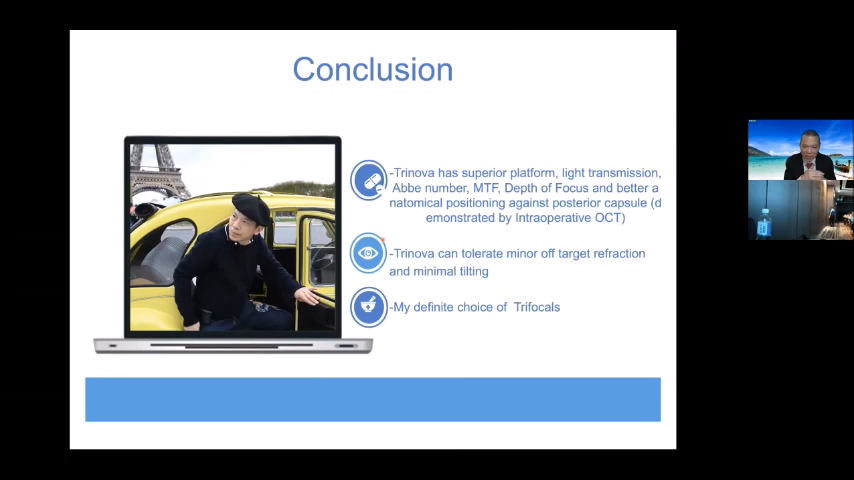 Conclusion
-Trinova has superior platform, light transmission,
Abbe number, MTF, Depth of Focus and better a
natomical positioning against posterior capsule (d
emonstrated by Intraoperative OCT)
-Trinova can tolerate minor off target refraction
and minimal tilting
-My definite choice of Trifocals